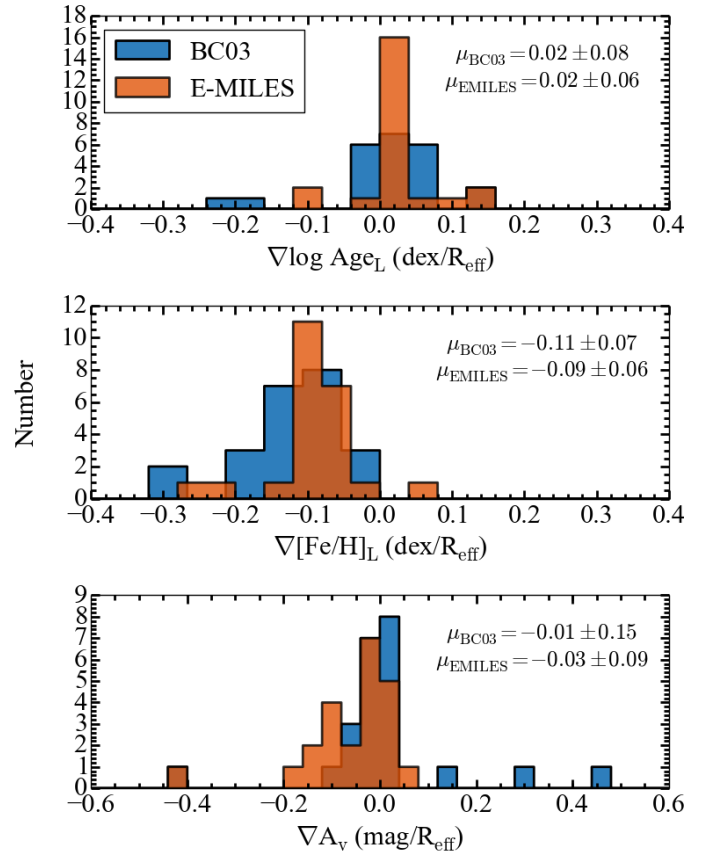 18
16
14
12
10
8
6
4
2
0
BC03
E-MILES
μBC03 = 0.02 ± 0.08
μEMILES = 0.02 ± 0.06
−0.4 −0.3 −0.2 −0.1 0.0 0.1 0.2 0.3 0.4
∇log AgeL (dex/Reff)
12
10
8
6
4
2
0
μBC03 = −0.11 ± 0.07
μEMILES = −0.09 ± 0.06
Number
−0.4 −0.3 −0.2 −0.1 0.0 0.1 0.2 0.3 0.4
∇[Fe/H]L (dex/Reff)
9
8
7
6
5
4
3
2
1
0
μBC03 = −0.01 ± 0.15
μEMILES = −0.03 ± 0.09
−0.6 −0.4 −0.2 0.0 0.2 0.4 0.6
∇Av (mag/Reff)